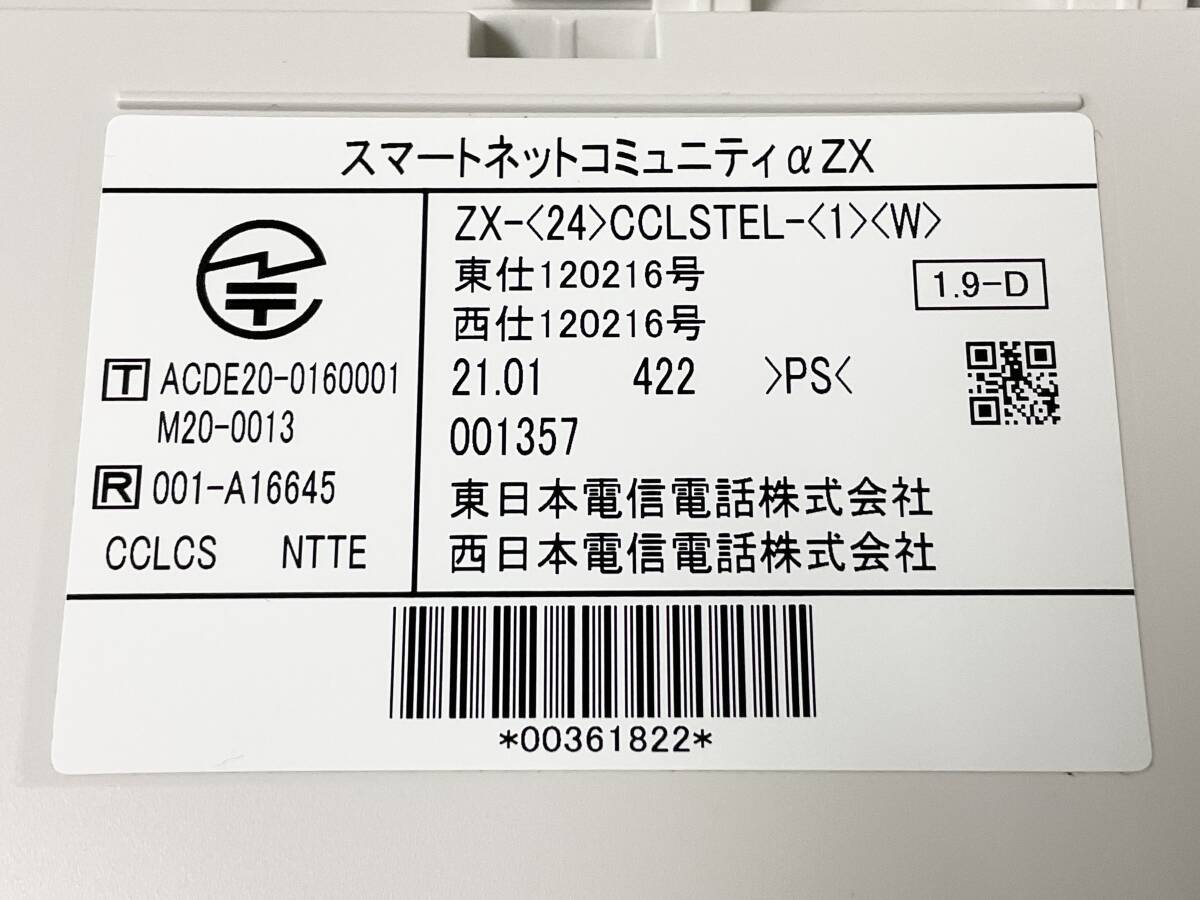 スマートネットコミュニティαZX
T ACDE20-0160001
M20-0013
R 001-A16645
CCLCS NTTE
ZX-<24>CCLSTEL-<1><W>
東仕120216号
西仕120216号
1.9-D
21.01 422 >PS<
001357
東日本電信電話株式会社
西日本電信電話株式会社
*00361822*